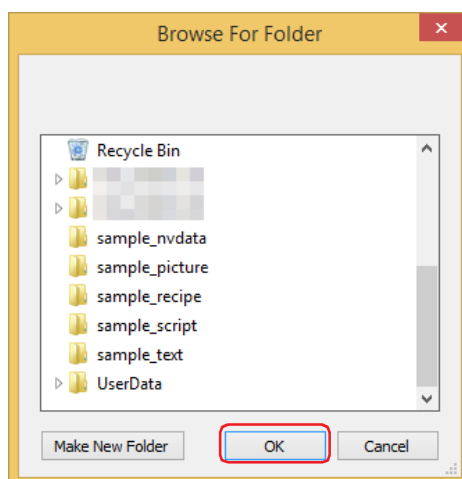 Browse For Folder
Recycle Bin
sample_nvdata
sample_picture
sample_recipe
sample_script
sample_text
UserData
Make New Folder OK Cancel